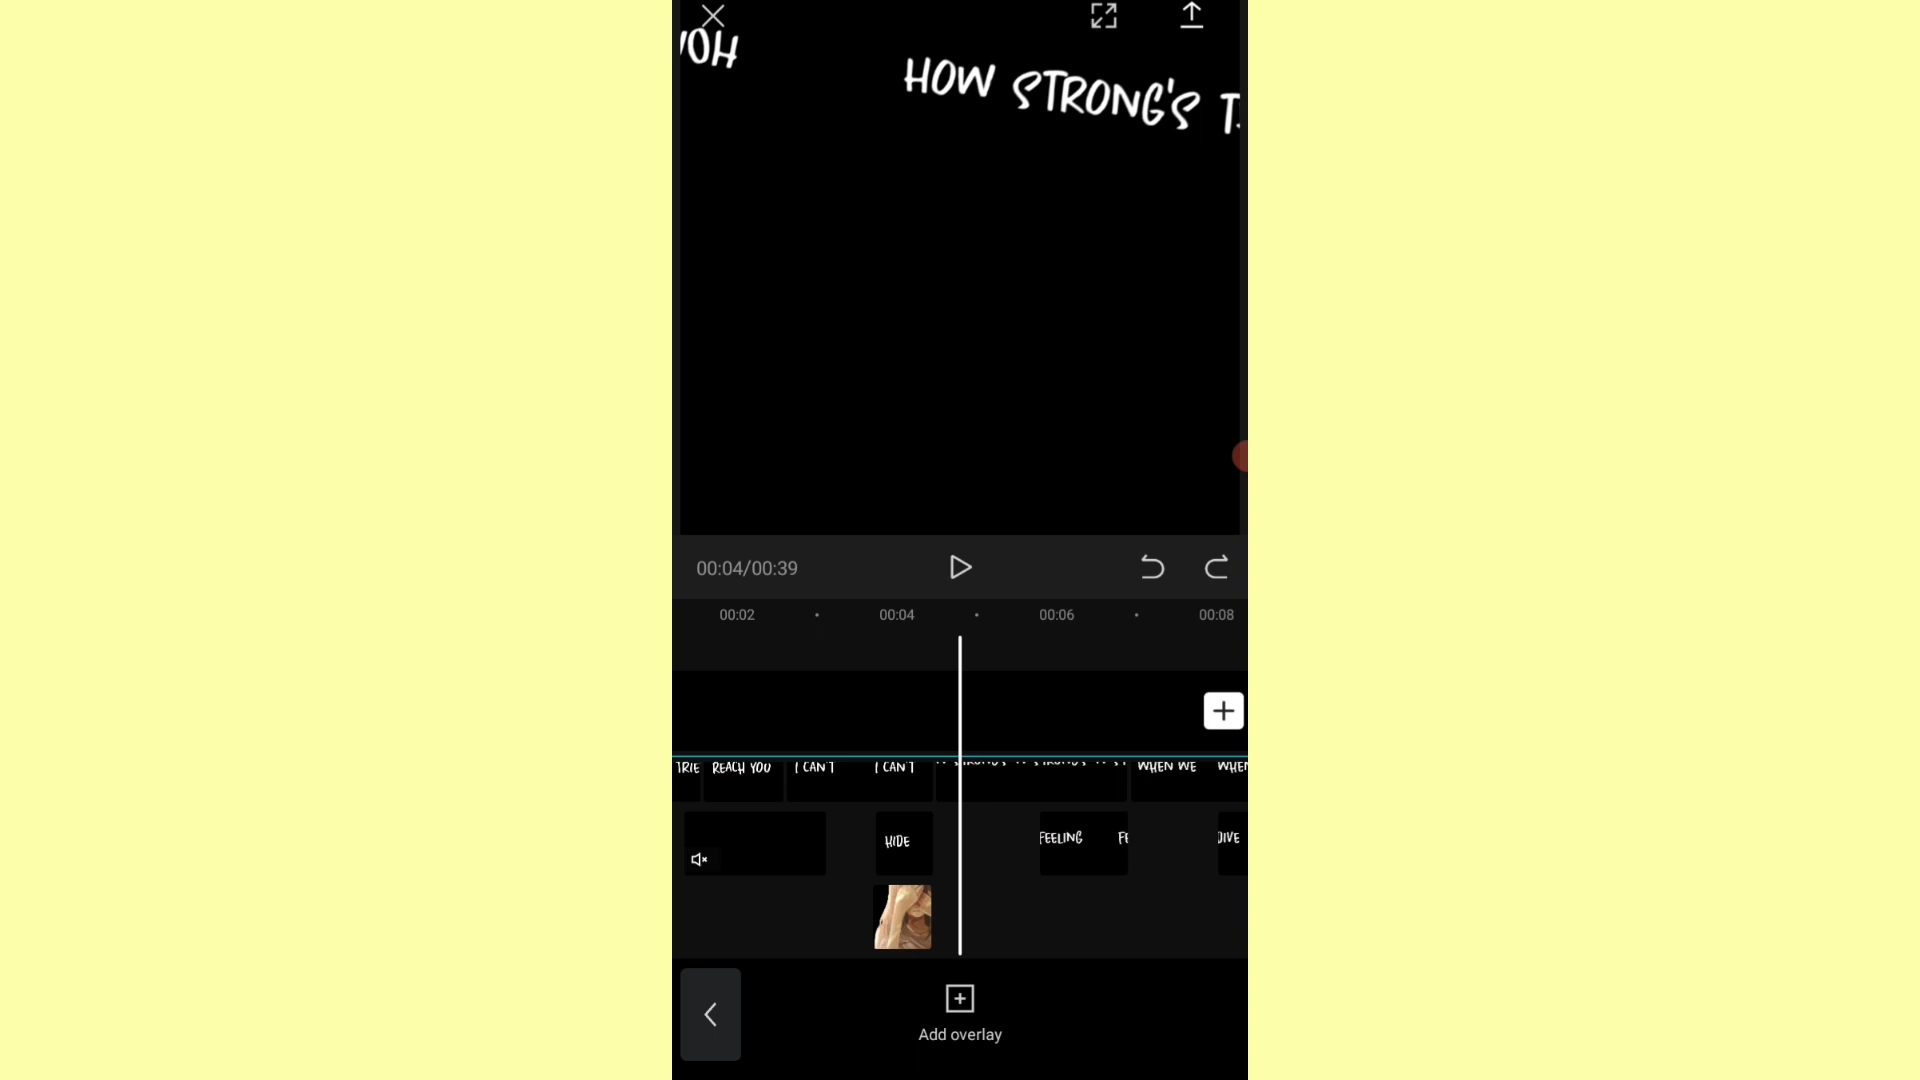 HOW
HOW STRONG'S
00:04/00:39
00:02 00:04 00:06 00:08
REACH YOU I CAN'T I CAN'T WHEN WE
HIDE FEELING
Add overlay